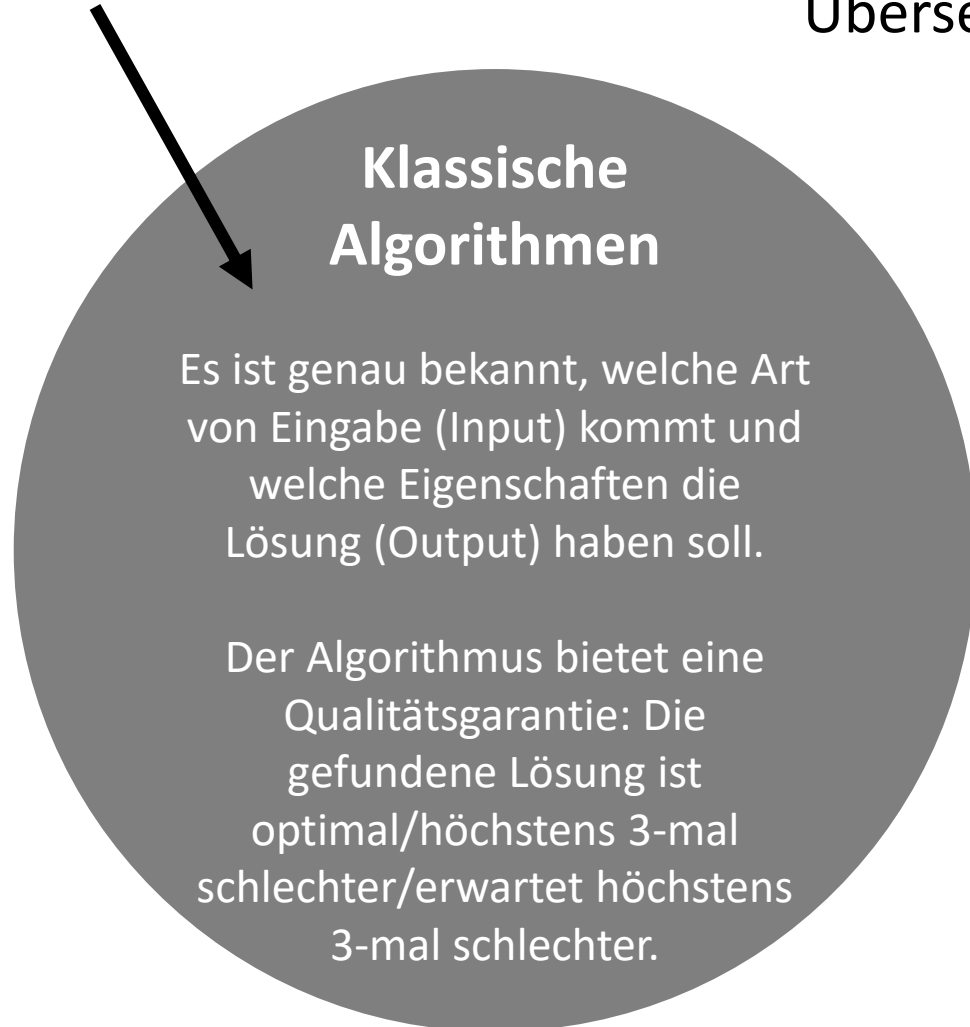 Klassische
Algorithmen
Es ist genau bekannt, welche Art
von Eingabe (Input) kommt und
welche Eigenschaften die
Lösung (Output) haben soll.
Der Algorithmus bietet eine
Qualitätsgarantie: Die
gefundene Lösung ist
optimal/höchstens 3-mal
schlechter/erwartet höchstens
3-mal schlechter.